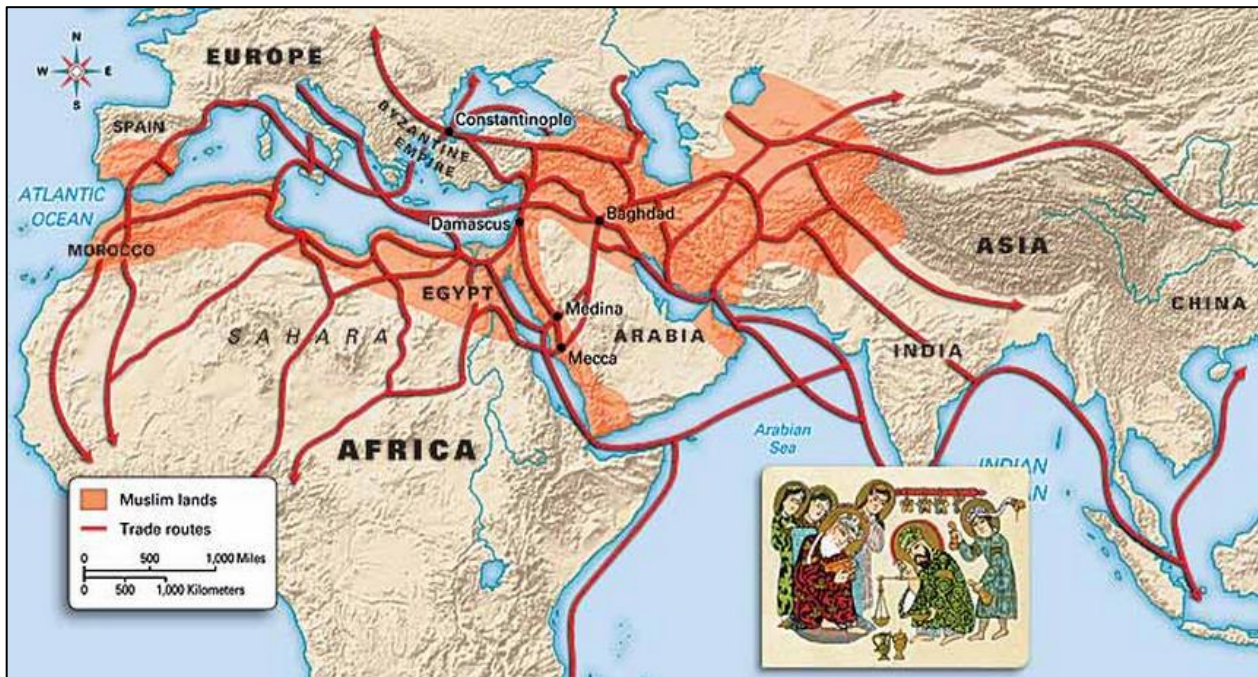 N
W E
S
EUROPE
SPAIN
ATLANTIC
OCEAN
MOROCCO
BYZANTINE
EMPIRE
Constantinople
Damascus
Baghdad
EGYPT
SAHARA
Medina
ARABIA
Mecca
AFRICA
ASIA
CHINA
INDIA
Arabian
Sea
INDIAN
AN
Muslim lands
Trade routes
0 500 1,000 Miles
0 500 1,000 Kilometers